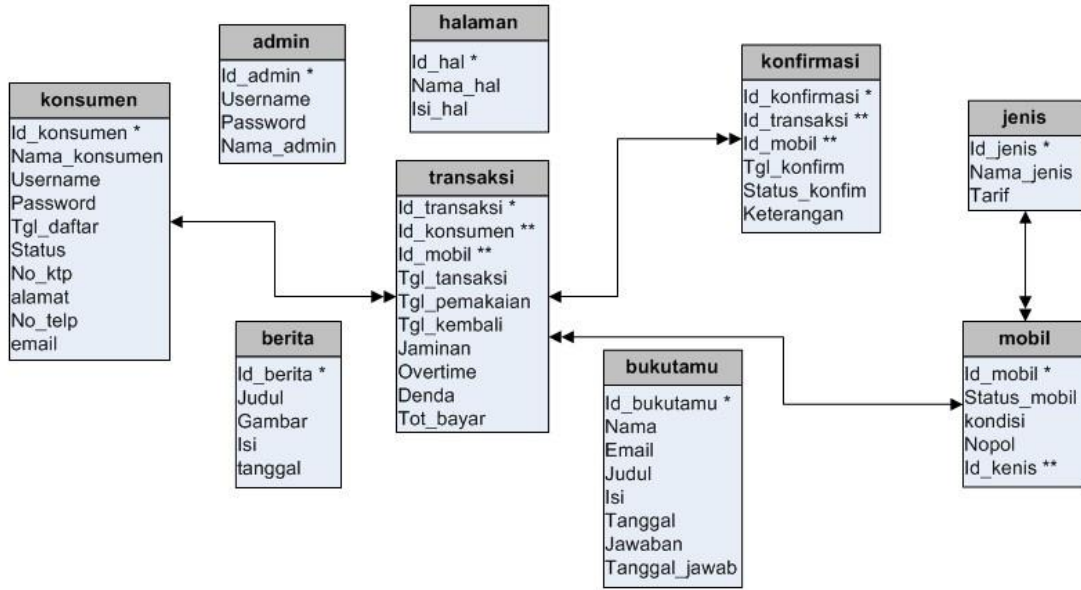 konsumen
Id_konsumen *
Nama_konsumen
Username
Password
Tgl_daftar
Status
No_ktp
alamat
No_telp
email
admin
Id_admin *
Username
Password
Nama_admin
halaman
Id_hal *
Nama_hal
Isi_hal
konfirmasi
Id_konfirmasi *
Id_transaksi **
Id_mobil **
Tgl_konfirm
Status_konfim
Keterangan
jenis
Id_jenis *
Nama_jenis
Tarif
transaksi
Id_transaksi *
Id_konsumen **
Id_mobil **
Tgl_tansaksi
Tgl_pemakaian
Tgl_kembali
Jaminan
Overtime
Denda
Tot_bayar
berita
Id_berita *
Judul
Gambar
Isi
tanggal
bukutamu
Id_bukutamu *
Nama
Email
Judul
Isi
Tanggal
Jawaban
Tanggal_jawab
mobil
Id_mobil *
Status_mobil
kondisi
Nopol
Id_kenis **